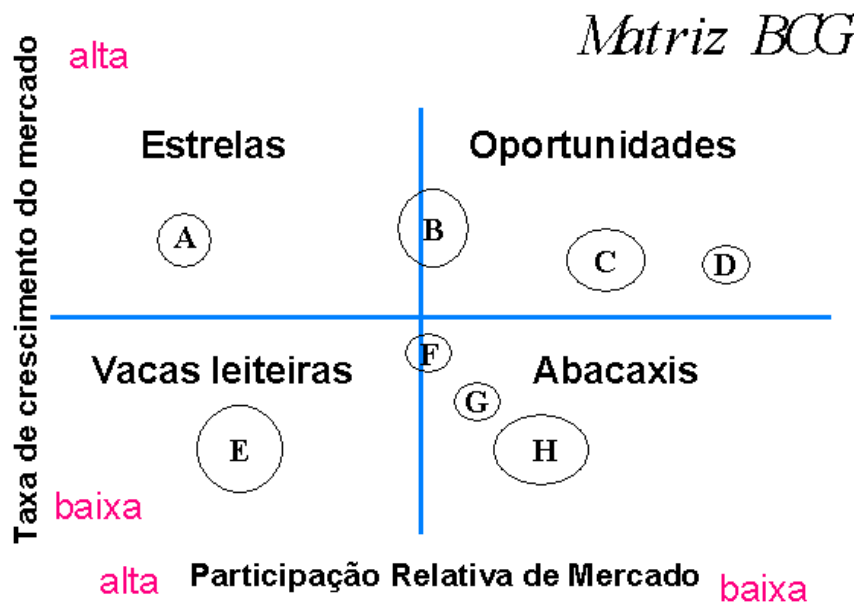 Matriz BCG
alta
Taxa de crescimento do mercado
Estrelas
Oportunidades
A
B
C
D
Vacas leiteiras
F
Abacaxis
G
E
H
baixa
alta
Participação Relativa de Mercado
baixa